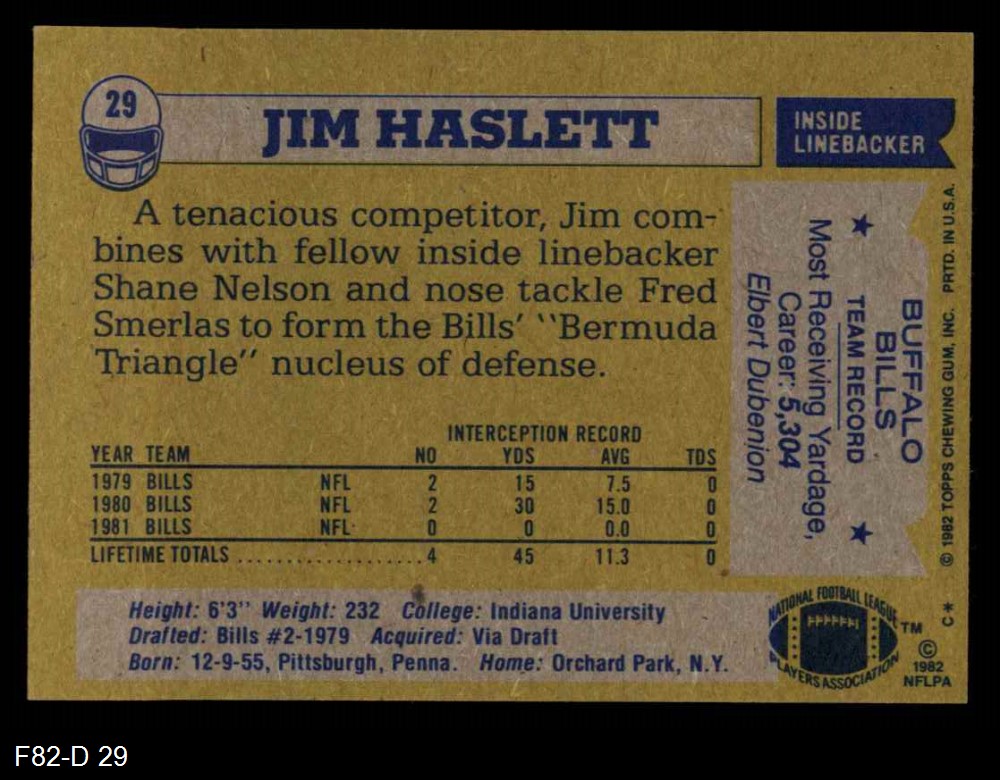 29
JIM HASLETT
INSIDE
LINEBACKER
A tenacious competitor, Jim com-
bines with fellow inside linebacker
Shane Nelson and nose tackle Fred
Smerlas to form the Bills' ``Bermuda
Triangle'' nucleus of defense.
INTERCEPTION RECORD
YEAR TEAM NO YDS AVG TDS
1979 BILLS NFL 2 15 7.5 0
1980 BILLS NFL 2 30 15.0 0
1981 BILLS NFL 0 0 0.0 0
LIFETIME TOTALS .................. 4 45 11.3 0
BUFFALO
BILLS
★ TEAM RECORD ★
Most Receiving Yardage,
Career: 5,304
Elbert Dubenion
© 1982 TOPPS CHEWING GUM, INC. PRTD. IN U.S.A.
C*
Height: 6'3'' Weight: 232 College: Indiana University
Drafted: Bills #2-1979 Acquired: Via Draft
Born: 12-9-55, Pittsburgh, Penna. Home: Orchard Park, N.Y.
NATIONAL FOOTBALL LEAGUE
PLAYERS ASSOCIATION
TM
©
1982
NFLPA
F82-D 29